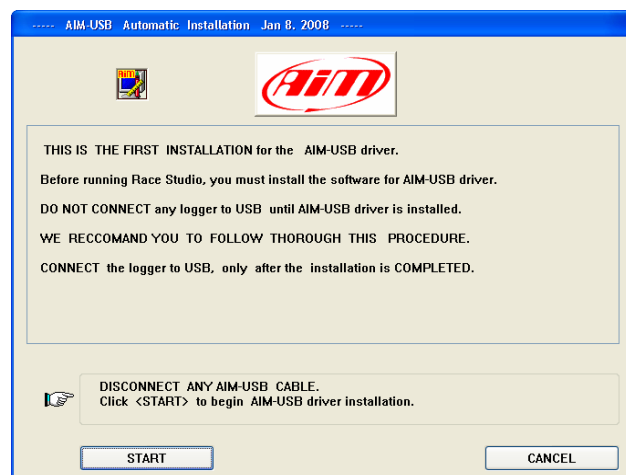 ----- AIM-USB Automatic Installation Jan 8, 2008 -----
AiM
AiM
THIS IS THE FIRST INSTALLATION for the AIM-USB driver.
Before running Race Studio, you must install the software for AIM-USB driver.
DO NOT CONNECT any logger to USB until AIM-USB driver is installed.
WE RECCOMAND YOU TO FOLLOW THOROUGH THIS PROCEDURE.
CONNECT the logger to USB, only after the installation is COMPLETED.
DISCONNECT ANY AIM-USB CABLE.
Click <START> to begin AIM-USB driver installation.
START
CANCEL